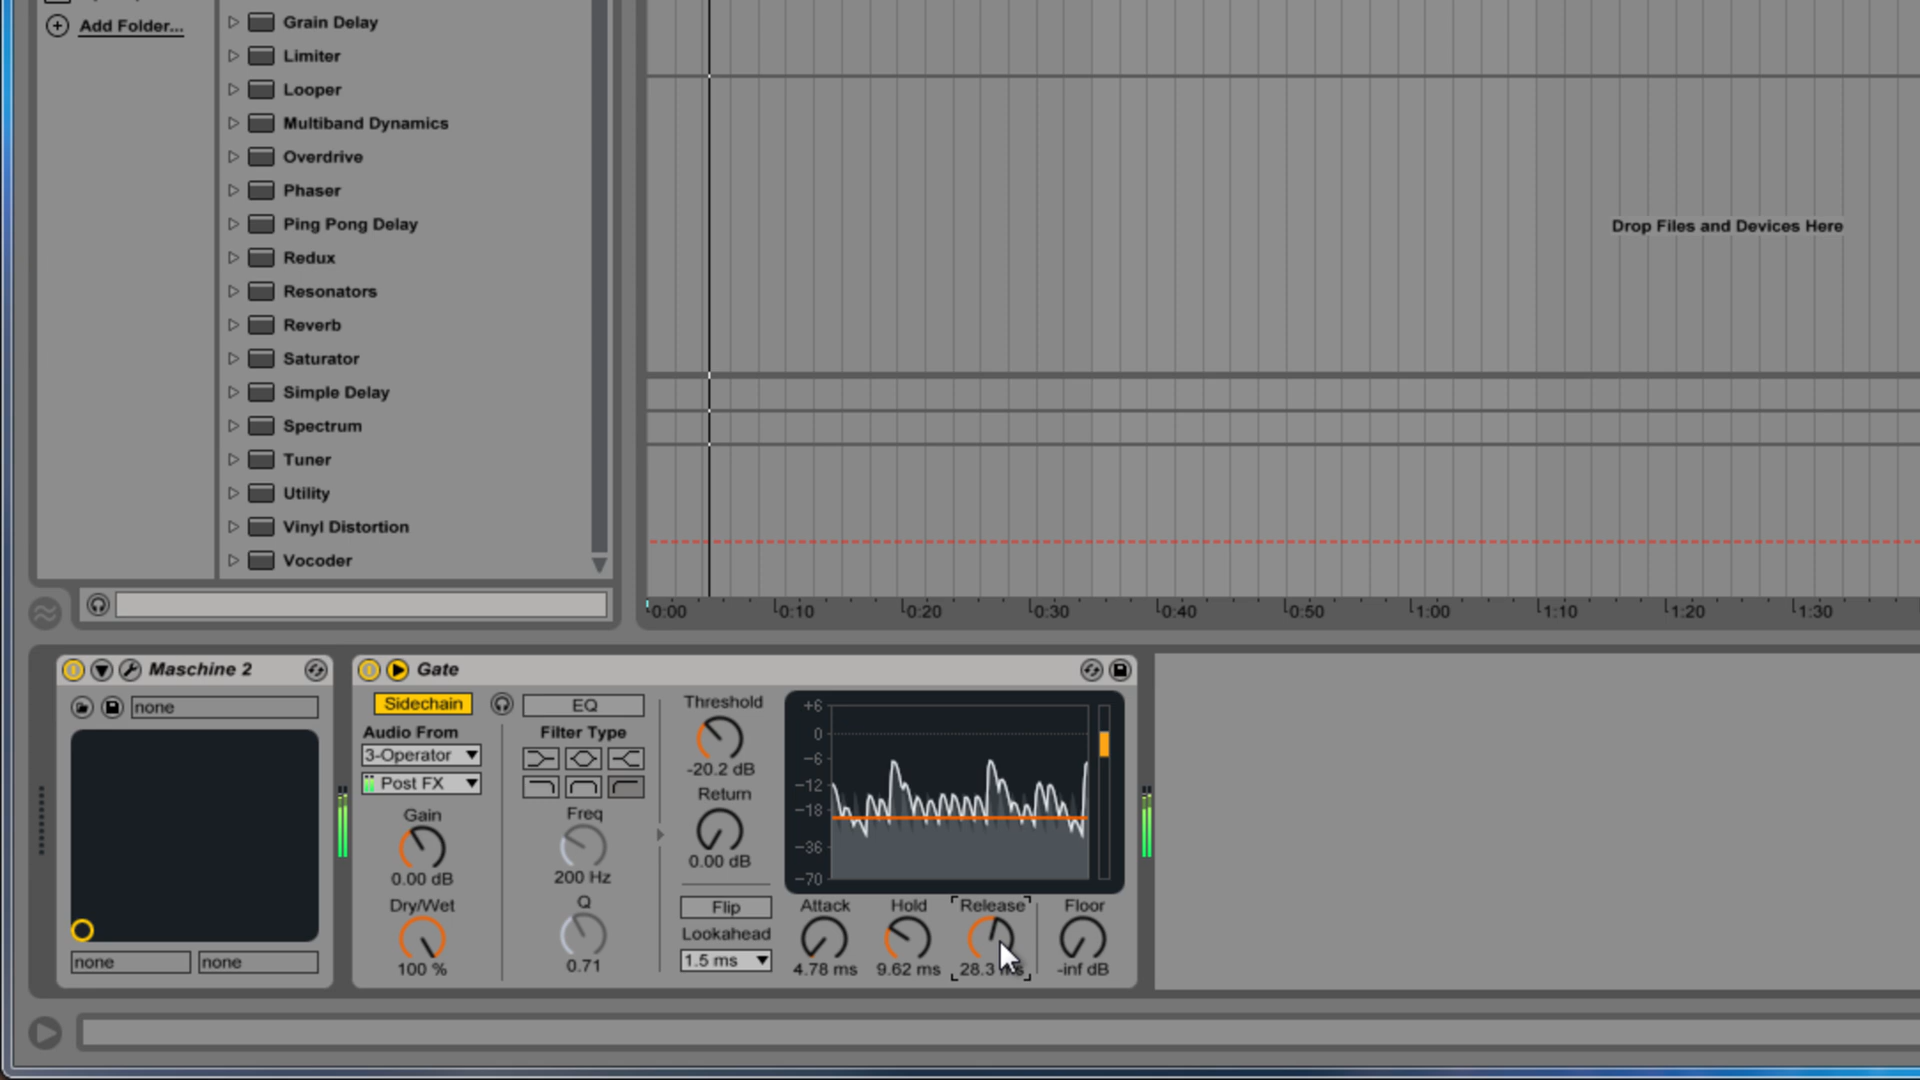 Add Folder...
Grain Delay
Limiter
Looper
Multiband Dynamics
Overdrive
Phaser
Ping Pong Delay
Redux
Resonators
Reverb
Saturator
Simple Delay
Spectrum
Tuner
Utility
Vinyl Distortion
Vocoder
Drop Files and Devices Here
0:00 0:10 0:20 0:30 0:40 0:50 1:00 1:10 1:20 1:30
Maschine 2
none
none none
Gate
Sidechain
Audio From
3-Operator
Post FX
Gain
0.00 dB
Dry/Wet
100 %
EQ
Filter Type
Freq
200 Hz
Q
0.71
Threshold
-20.2 dB
Return
0.00 dB
Flip
Lookahead
1.5 ms
+6
0
-6
-12
-18
-36
-70
Attack Hold Release Floor
4.78 ms 9.62 ms 28.3 -inf dB